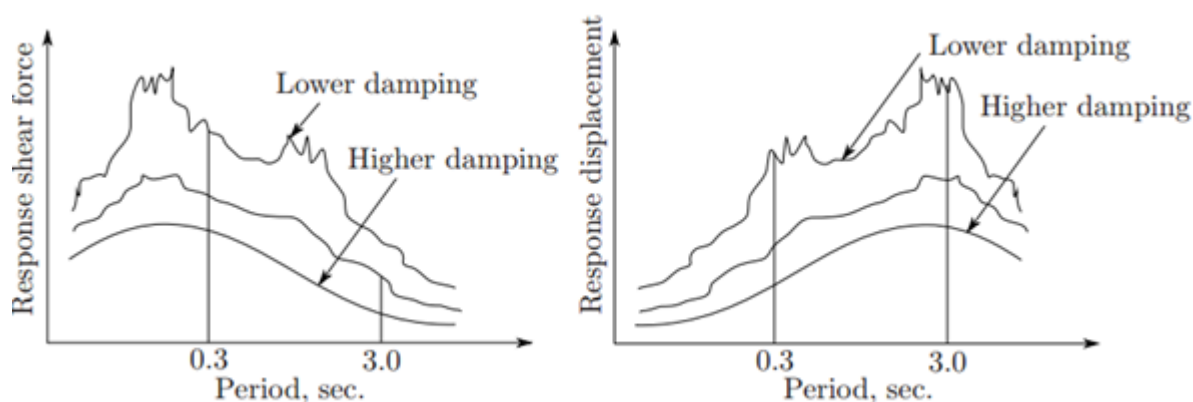 Response shear force
Lower damping
Higher damping
0.3
3.0
Period, sec.
Response displacement
Lower damping
Higher damping
0.3
3.0
Period, sec.